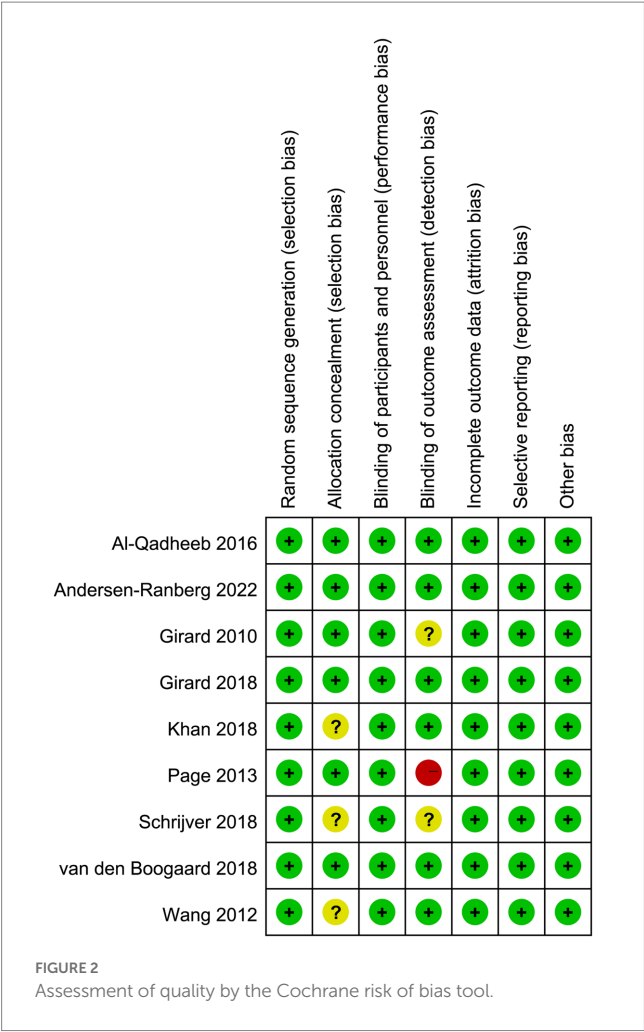 Random sequence generation (selection bias)
Allocation concealment (selection bias)
Blinding of participants and personnel (performance bias)
Blinding of outcome assessment (detection bias)
Incomplete outcome data (attrition bias)
Selective reporting (reporting bias)
Other bias
Al-Qadheeb 2016 + + + + + + +
Andersen-Ranberg 2022 + + + + + + +
Girard 2010 + + + ? + + +
Girard 2018 + + + + + + +
Khan 2018 + ? + + + + +
Page 2013 + + + - + + +
Schrijver 2018 + ? + ? + + +
van den Boogaard 2018 + + + + + + +
Wang 2012 + ? + + + + +
FIGURE 2
Assessment of quality by the Cochrane risk of bias tool.